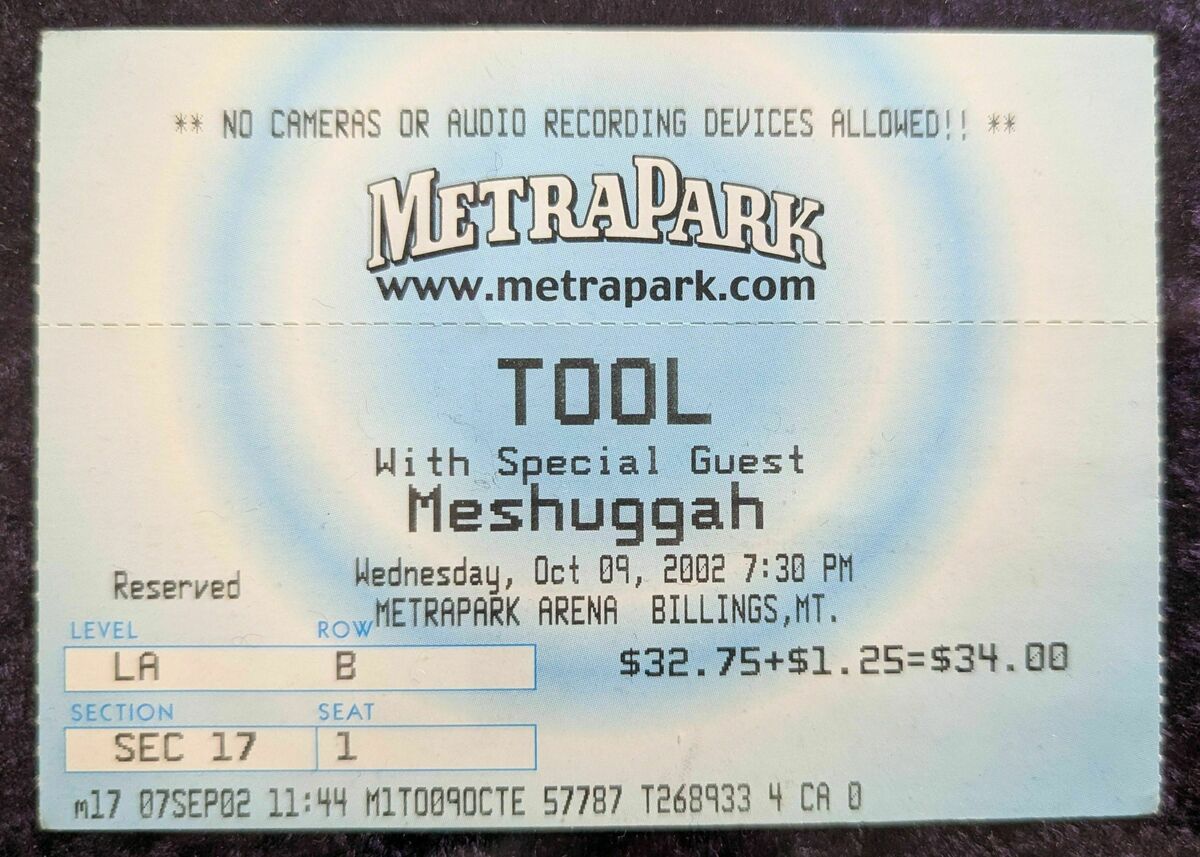 ** NO CAMERAS OR AUDIO RECORDING DEVICES ALLOWED!! **
METRAPARK
www.metrapark.com
TOOL
With Special Guest
Meshuggah
Wednesday, Oct 09, 2002 7:30 PM
Reserved
METRAPARK ARENA BILLINGS,MT.
LEVEL ROW
LA B
$32.75+$1.25=$34.00
SECTION SEAT
SEC 17 1
m17 07SEP02 11:44 M1TO09OCTE 57787 T268933 4 CA 0